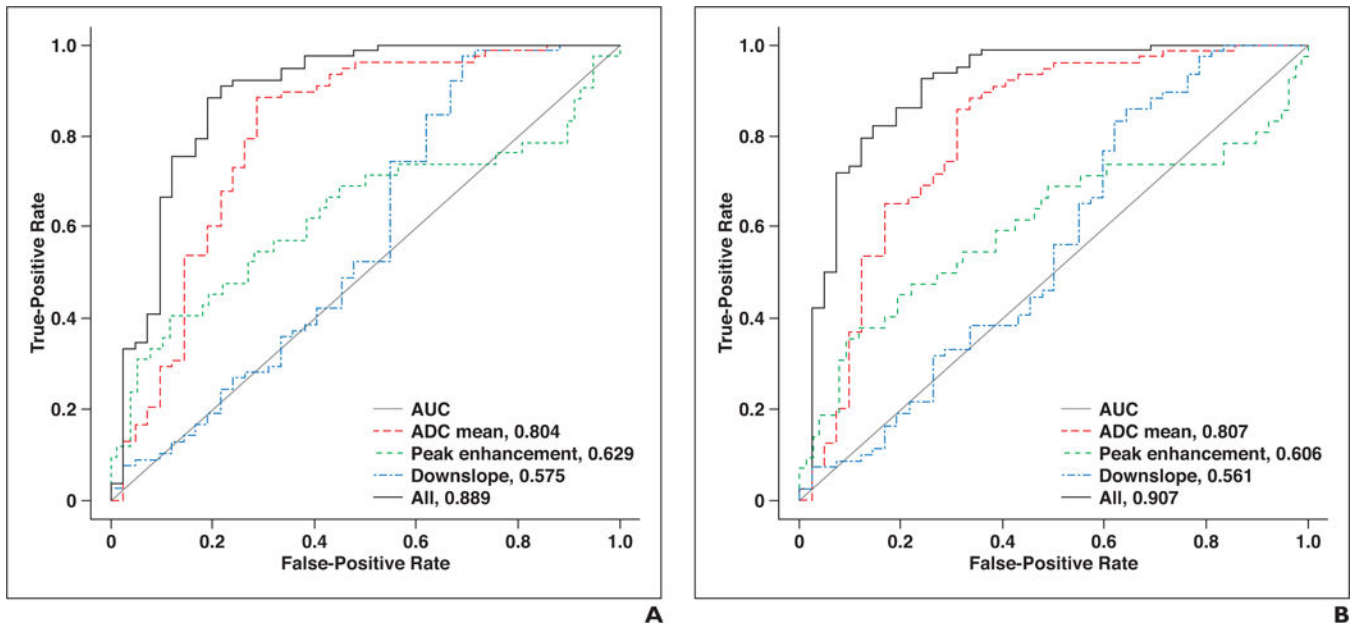 1.0
0.8
0.6
0.4
0.2
0
True-Positive Rate
AUC
ADC mean, 0.804
Peak enhancement, 0.629
Downslope, 0.575
All, 0.889
0 0.2 0.4 0.6 0.8 1.0
False-Positive Rate
A
1.0
0.8
0.6
0.4
0.2
0
True-Positive Rate
AUC
ADC mean, 0.807
Peak enhancement, 0.606
Downslope, 0.561
All, 0.907
0 0.2 0.4 0.6 0.8 1.0
False-Positive Rate
B